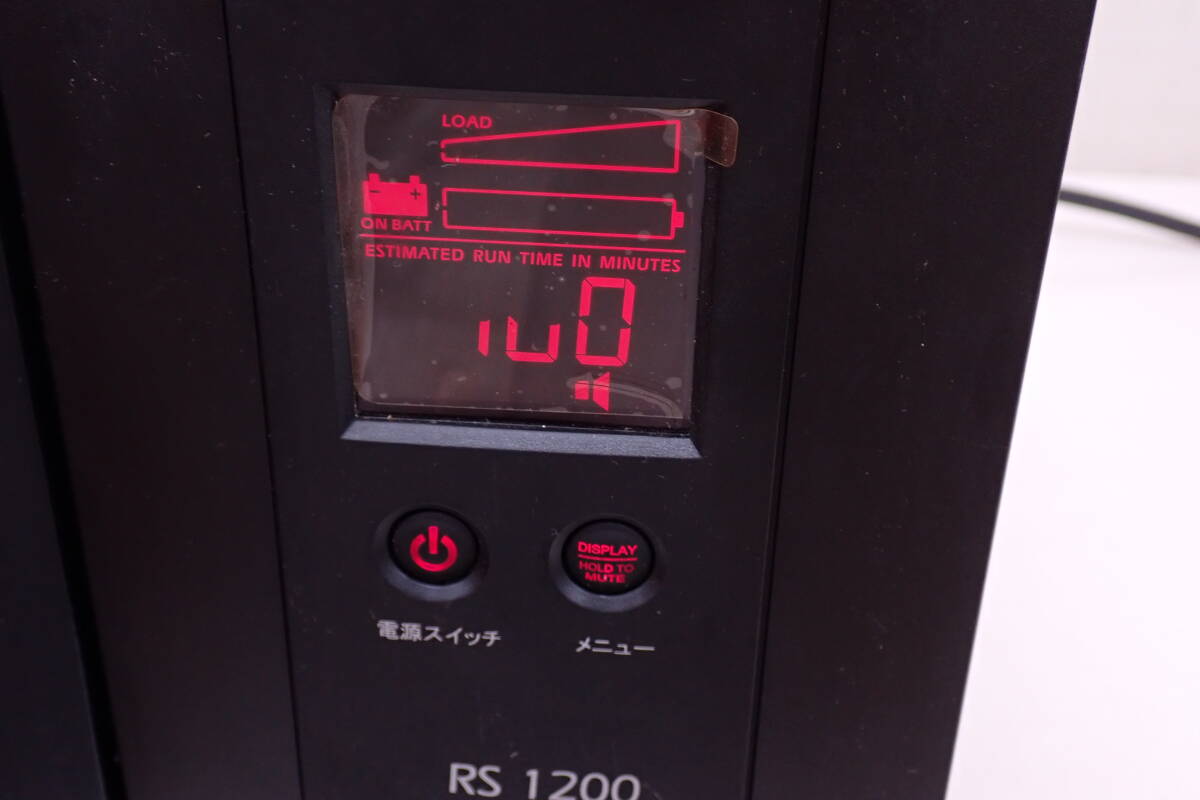 LOAD
- +
ON BATT
ESTIMATED RUN TIME IN MINUTES
DISPLAY
HOLD TO
MUTE
電源スイッチ
メニュー
RS 1200